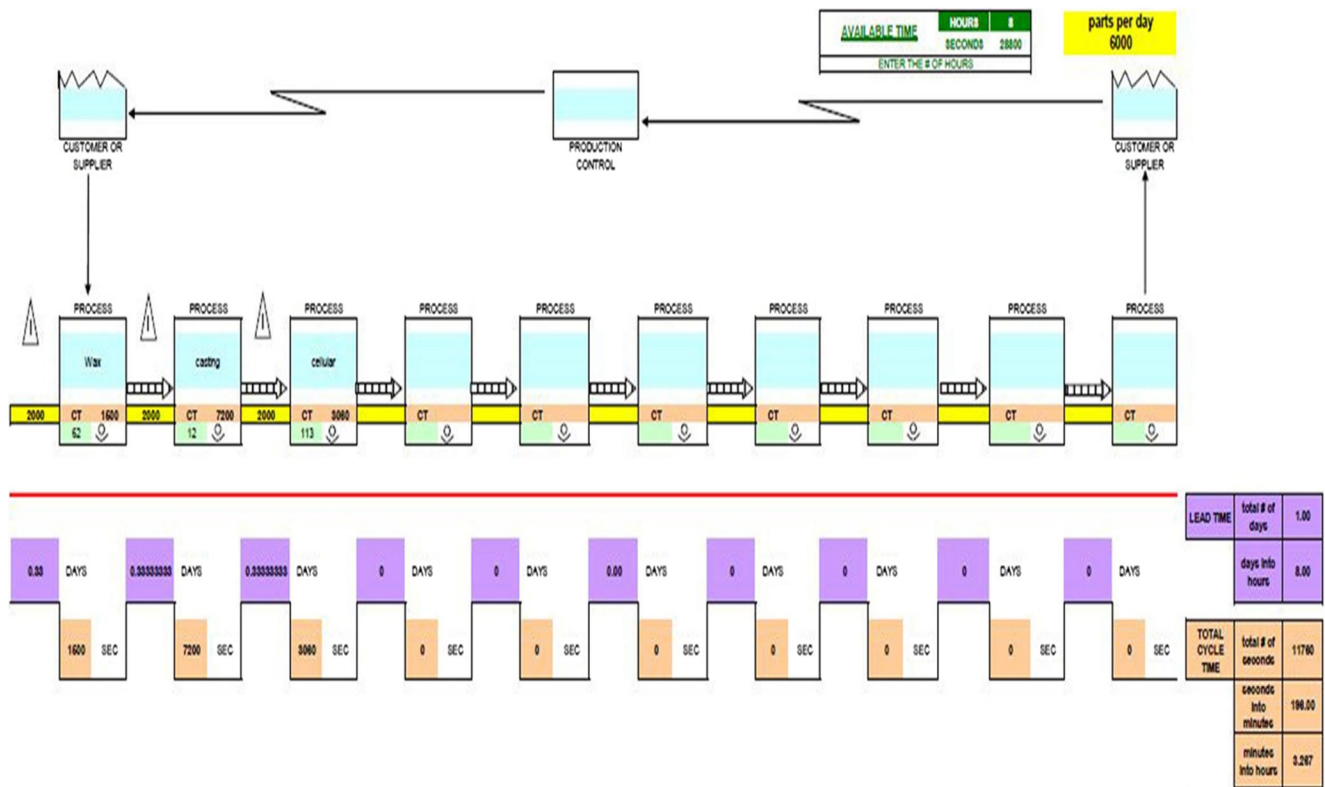 AVAILABLE TIME HOURS 8
SECONDS 28800
ENTER THE # OF HOURS
parts per day
6000
CUSTOMER OR
SUPPLIER
PRODUCTION
CONTROL
CUSTOMER OR
SUPPLIER
PROCESS PROCESS PROCESS PROCESS PROCESS PROCESS PROCESS PROCESS PROCESS PROCESS
Wax casting cellular
2000 CT 1500 2000 CT 7200 2000 CT 3060 CT CT CT CT CT CT CT
62 12 113
LEAD TIME total # of days 1.00
0.33 DAYS 0.33333333 DAYS 0.33333333 DAYS 0 DAYS 0 DAYS 0.00 DAYS 0 DAYS 0 DAYS 0 DAYS 0 DAYS
days into hours 8.00
1500 SEC 7200 SEC 3060 SEC 0 SEC 0 SEC 0 SEC 0 SEC 0 SEC 0 SEC 0 SEC
TOTAL CYCLE TIME total # of seconds 11760
seconds into minutes 196.00
minutes into hours 3.267